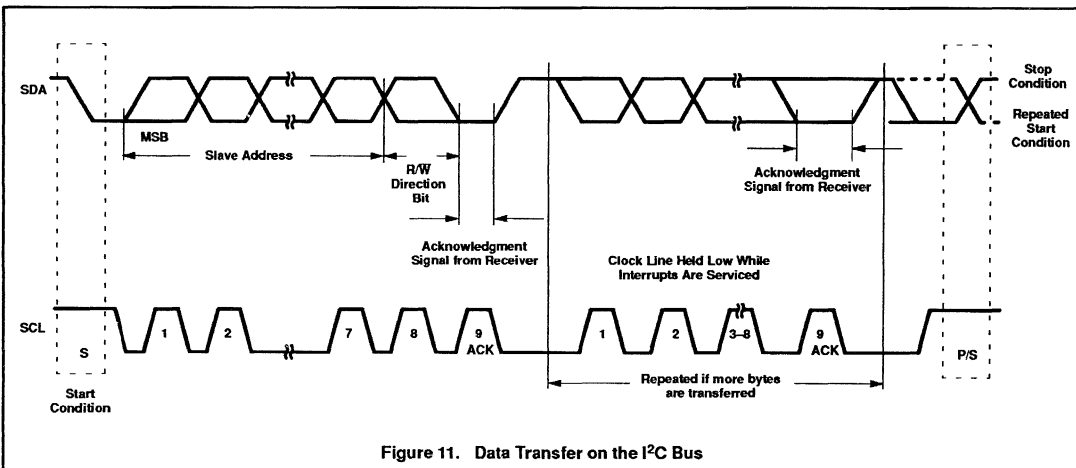 SDA
MSB
Slave Address
R/W
Direction
Bit
Acknowledgment
Signal from Receiver
Acknowledgment
Signal from Receiver
Stop
Condition
Repeated
Start
Condition
Clock Line Held Low While
Interrupts Are Serviced
SCL
S
1
2
7
8
9
ACK
1
2
3–8
9
ACK
P/S
Start
Condition
Repeated if more bytes
are transferred
Figure 11. Data Transfer on the I²C Bus